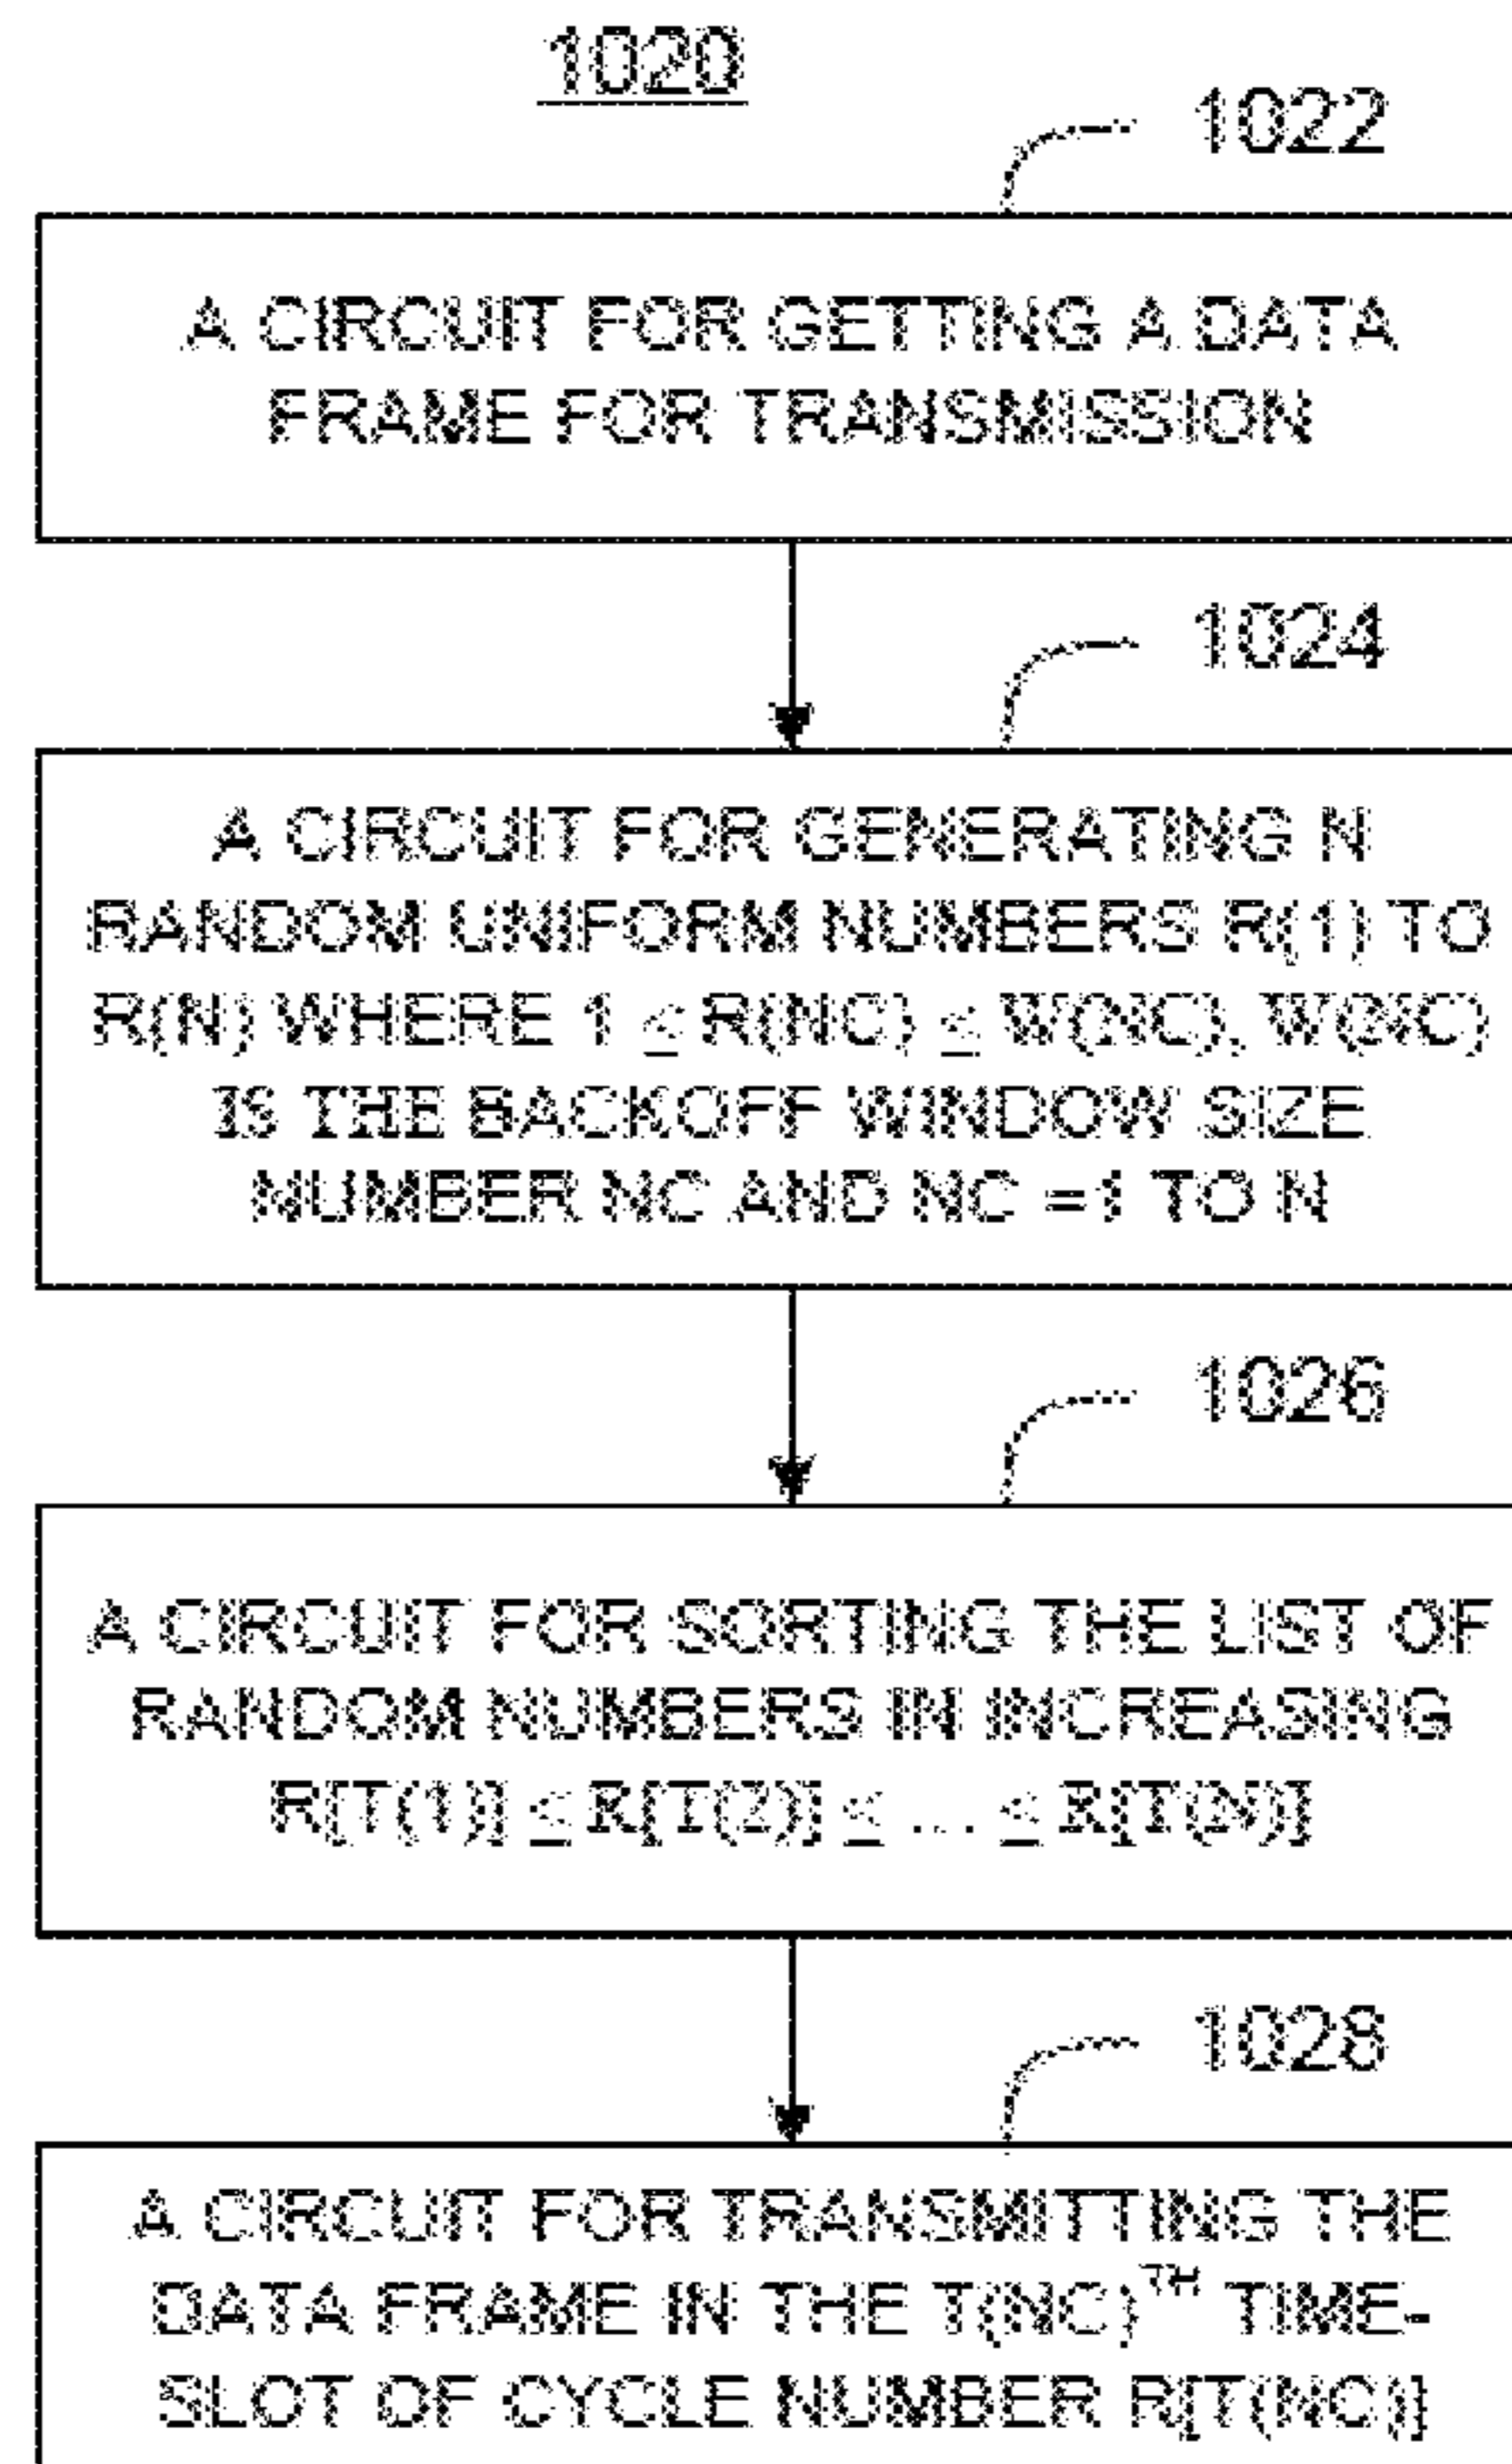 1020
1022
A CIRCUIT FOR GETTING A DATA
FRAME FOR TRANSMISSION
1024
A CIRCUIT FOR GENERATING N
RANDOM UNIFORM NUMBERS R(1) TO
R(N) WHERE 1 ≤ R(NC) ≤ W(NC), W(NC)
IS THE BACKOFF WINDOW SIZE
NUMBER NC AND NC =1 TO N
1026
A CIRCUIT FOR SORTING THE LIST OF
RANDOM NUMBERS IN INCREASING
R[T(1)] ≤ R[T(2)] ≤ ... ≤ R[T(N)]
1028
A CIRCUIT FOR TRANSMITTING THE
DATA FRAME IN THE T(NC)TH TIME-
SLOT OF CYCLE NUMBER R[T(NC)]